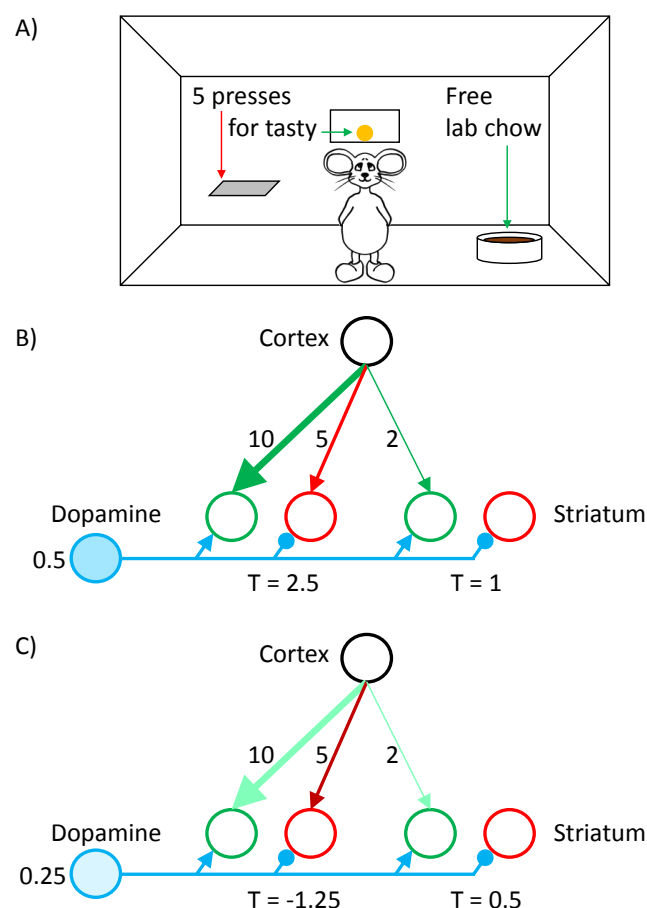 A)
5 presses
for tasty
Free
lab chow
B)
Cortex
10 5 2
Dopamine
Striatum
0.5
T = 2.5 T = 1
C)
Cortex
10 5 2
Dopamine
Striatum
0.25
T = -1.25 T = 0.5